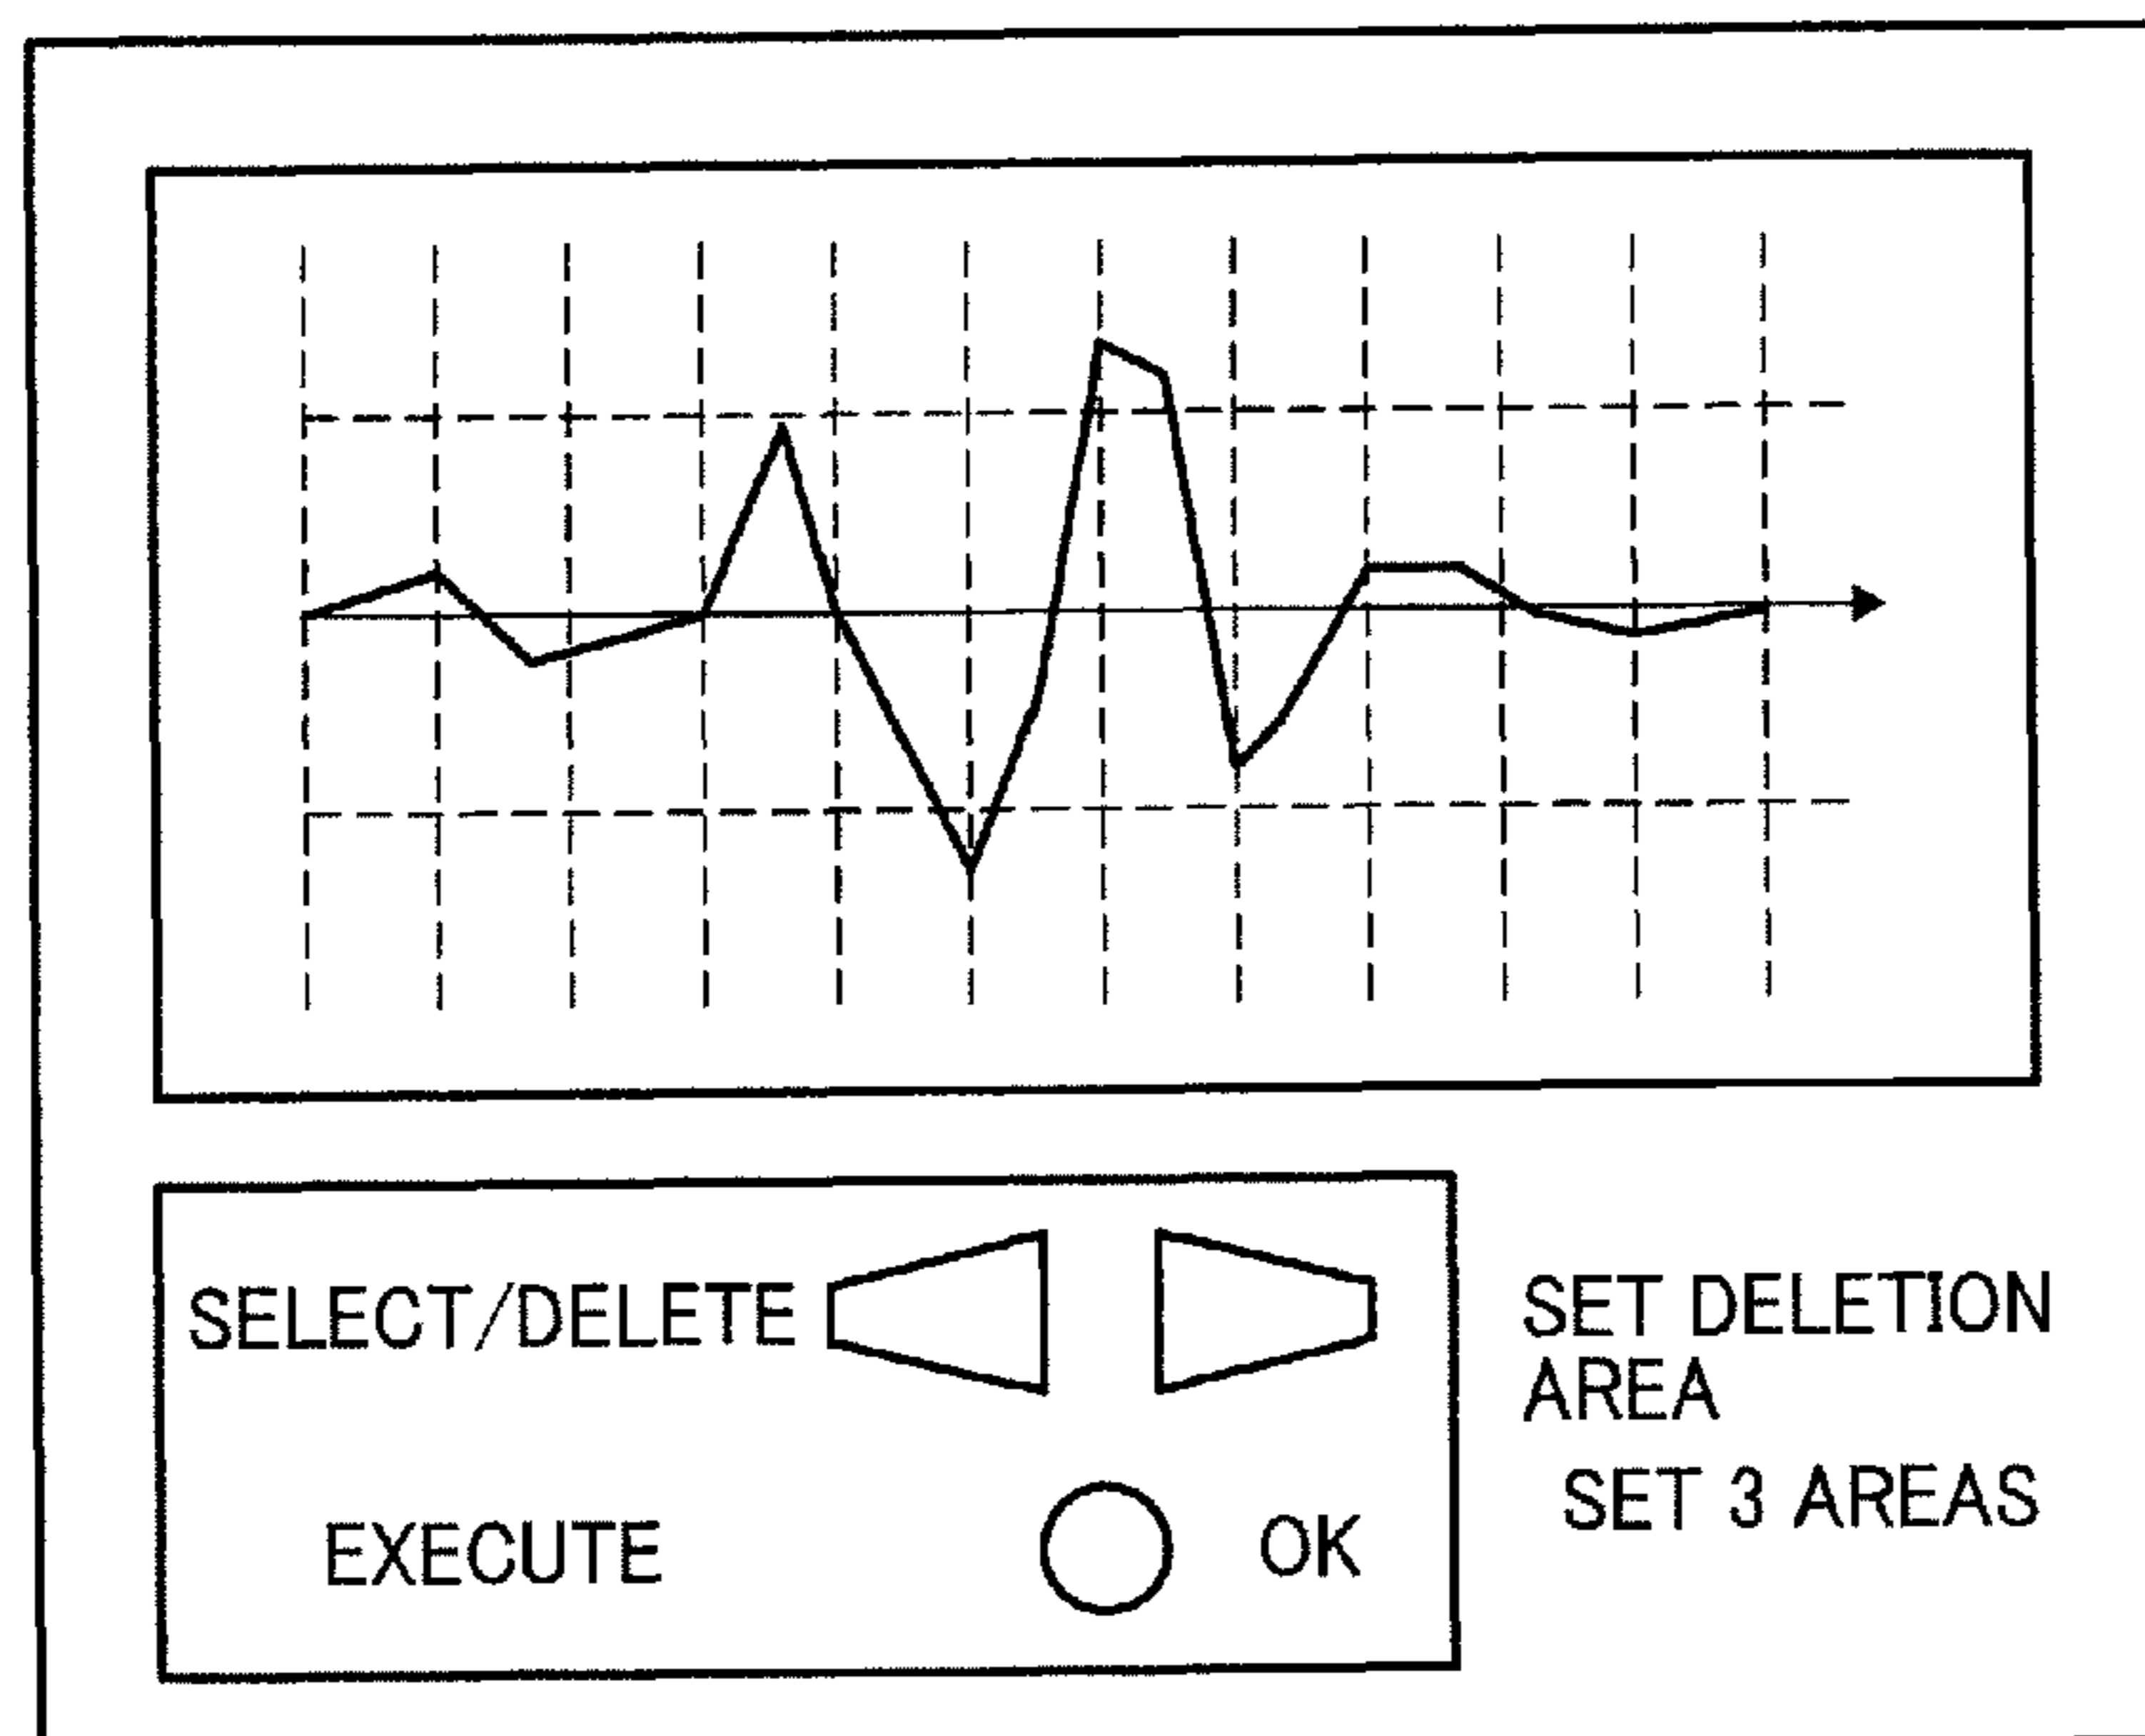 SELECT/DELETE
SET DELETION
AREA
SET 3 AREAS
EXECUTE
OK